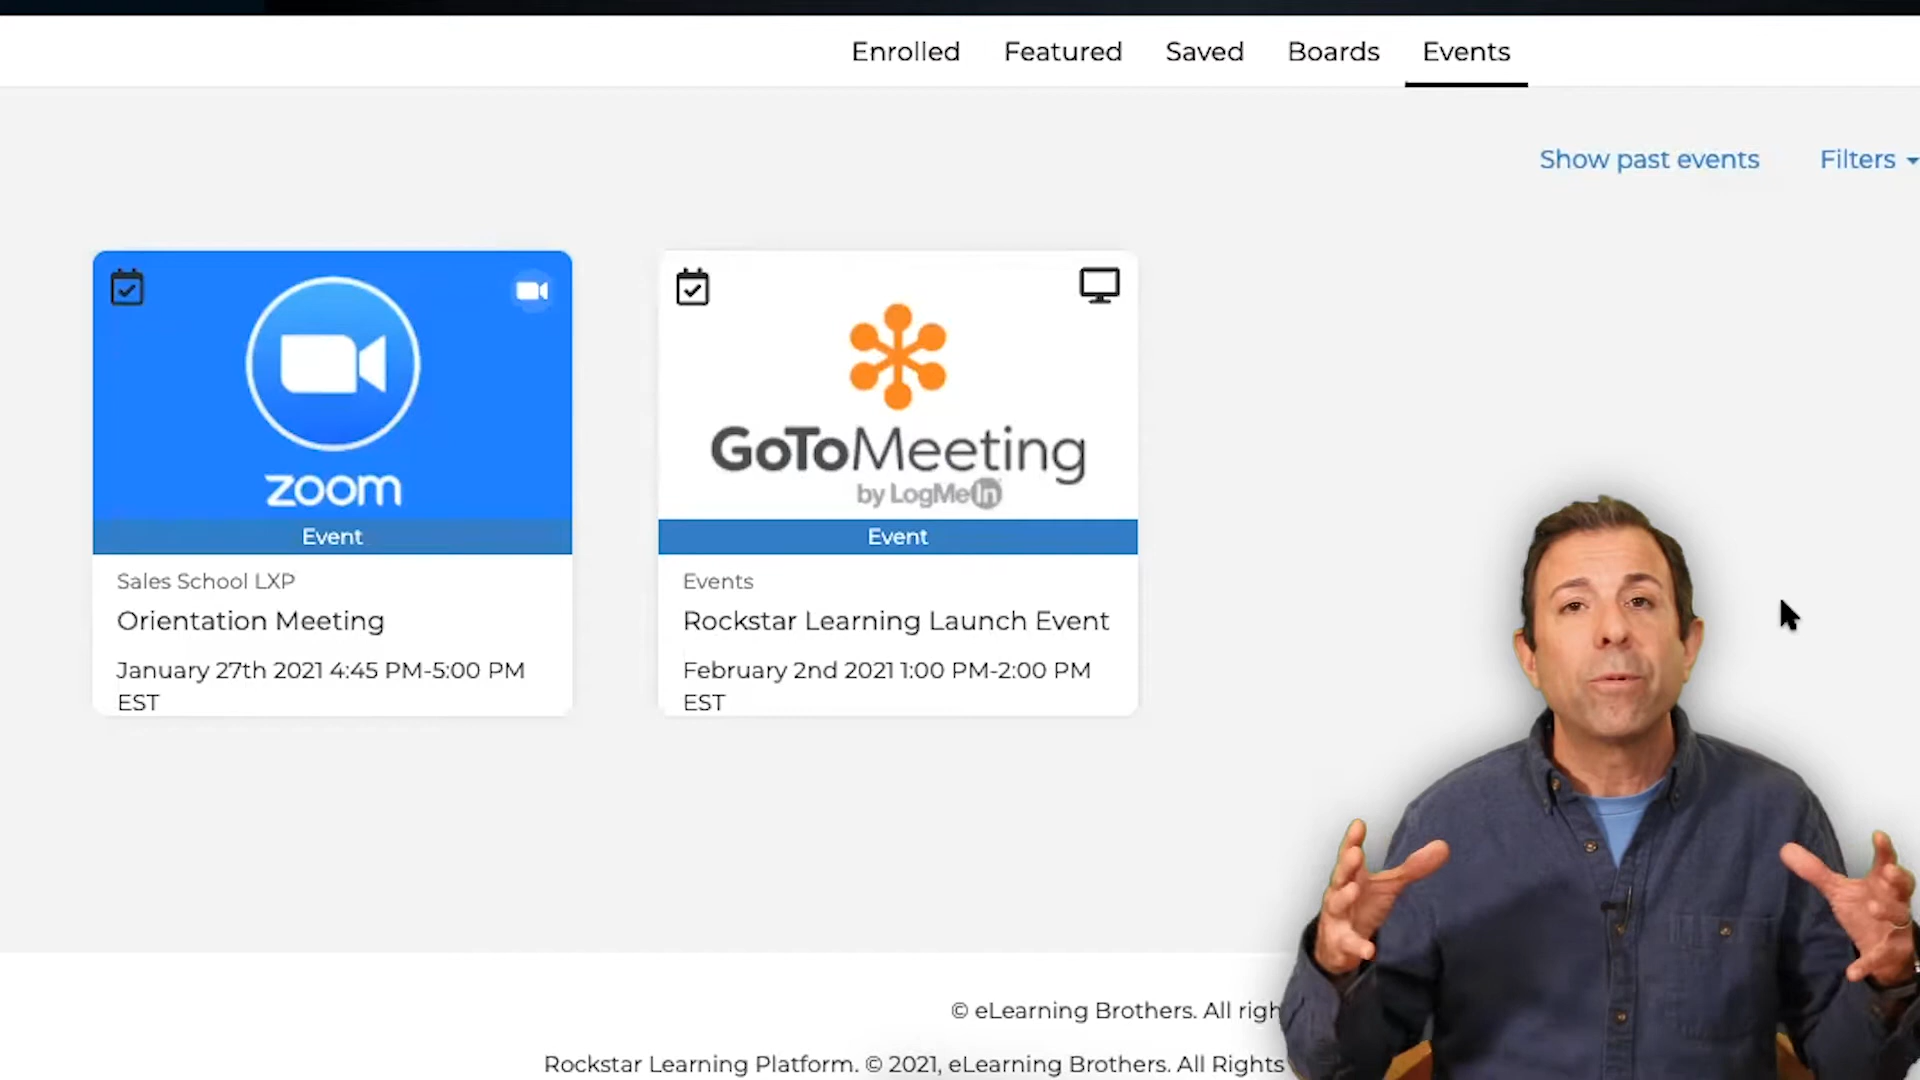 Enrolled Featured Saved Boards Events
Show past events Filters
zoom
Event
Sales School LXP
Orientation Meeting
January 27th 2021 4:45 PM-5:00 PM
EST
GoToMeeting
by LogMeIn
Event
Events
Rockstar Learning Launch Event
February 2nd 2021 1:00 PM-2:00 PM
EST
© eLearning Brothers. All righ
Rockstar Learning Platform. © 2021, eLearning Brothers. All Rights